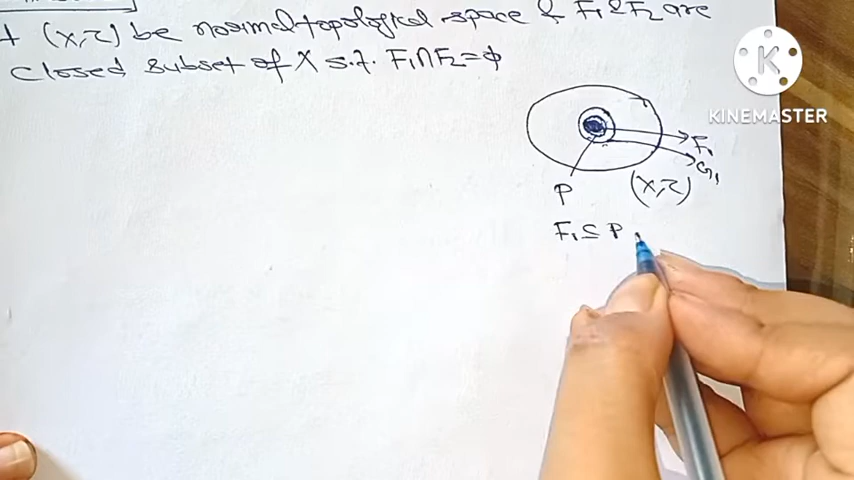 (X,τ) be normal topological space & F₁ & F₂ are
closed subset of X s.t. F₁∩F₂=ϕ
K
KINEMASTER
F₁
G₁
P
(X,τ)
F₁ ⊆ P